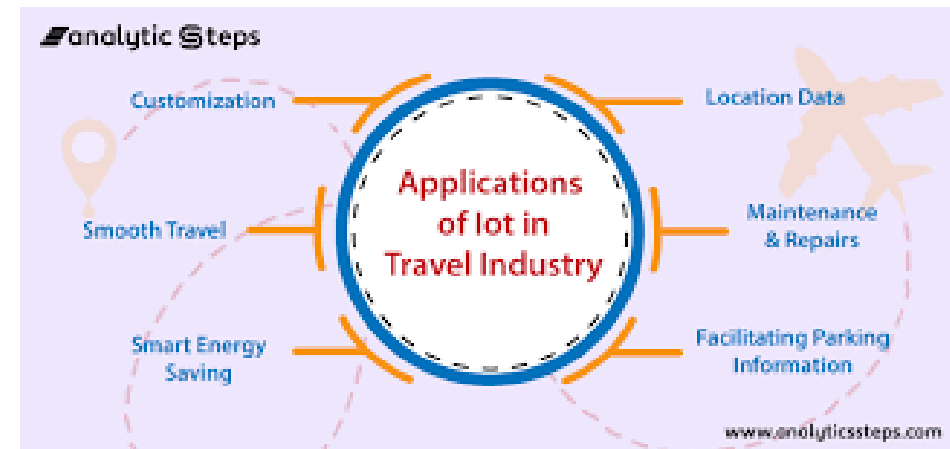 analytic Steps
Customization
Location Data
Applications
of Iot in
Travel Industry
Smooth Travel
Maintenance
& Repairs
Smart Energy
Saving
Facilitating Parking
Information
www.analyticssteps.com